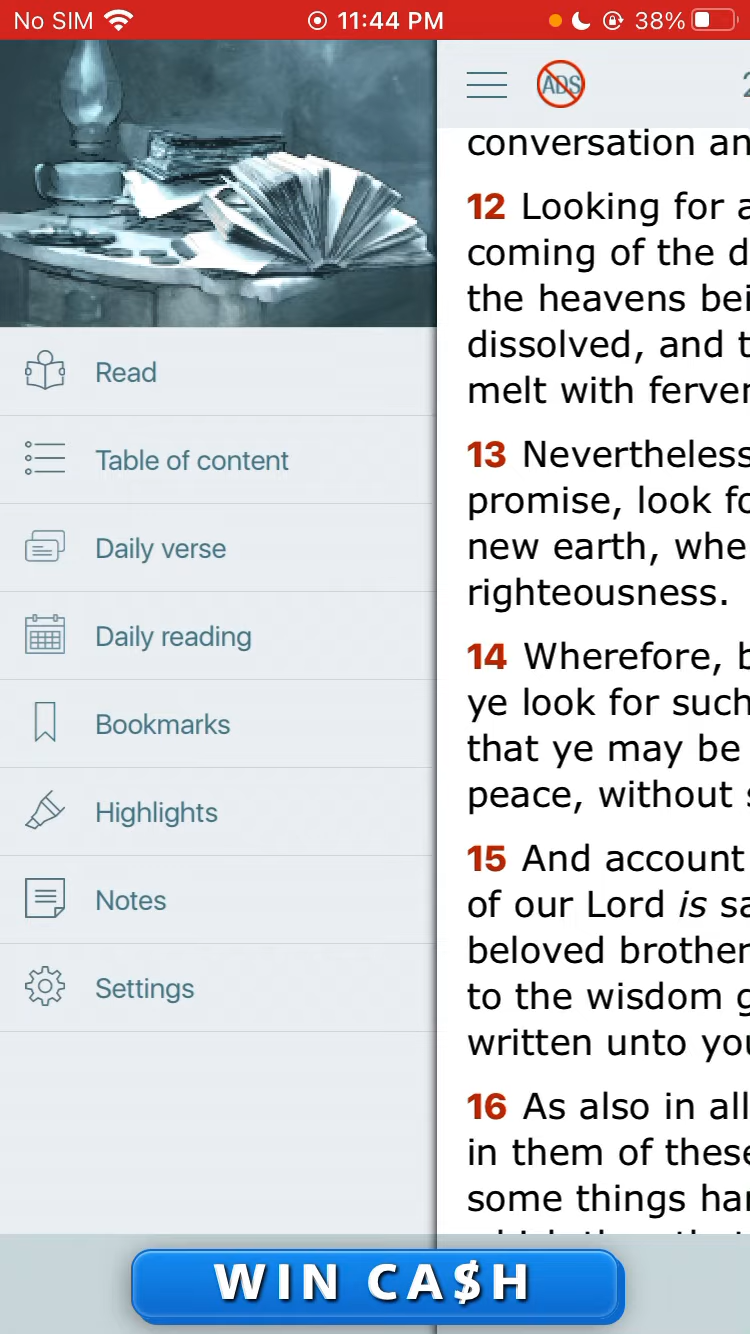 No SIM 11:44 PM 38%
ADS
Read
Table of content
Daily verse
Daily reading
Bookmarks
Highlights
Notes
Settings
conversation an
12 Looking for a
coming of the d
the heavens bei
dissolved, and t
melt with ferver
13 Nevertheless
promise, look fo
new earth, whe
righteousness.
14 Wherefore, b
ye look for such
that ye may be
peace, without s
15 And account
of our Lord is sa
beloved brother
to the wisdom g
written unto you
16 As also in all
in them of these
some things har
WIN CA$H